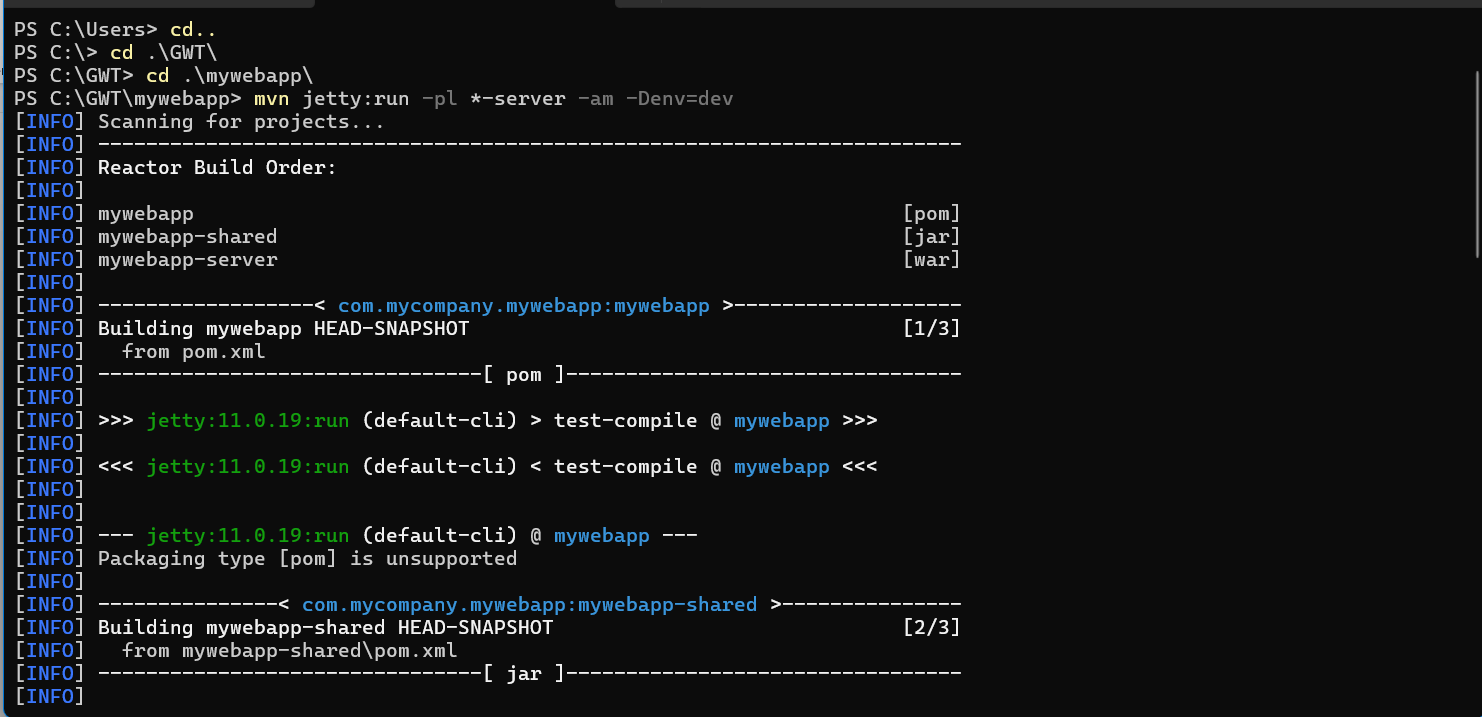 PS C:\Users> cd..
PS C:\> cd .\GWT\
PS C:\GWT> cd .\mywebapp\
PS C:\GWT\mywebapp> mvn jetty:run -pl *-server -am -Denv=dev
[INFO] Scanning for projects...
[INFO] ------------------------------------------------------------------------
[INFO] Reactor Build Order:
[INFO]
[INFO] mywebapp                                                           [pom]
[INFO] mywebapp-shared                                                    [jar]
[INFO] mywebapp-server                                                    [war]
[INFO]
[INFO] ------------------< com.mycompany.mywebapp:mywebapp >-------------------
[INFO] Building mywebapp HEAD-SNAPSHOT                                    [1/3]
[INFO]   from pom.xml
[INFO] --------------------------------[ pom ]---------------------------------
[INFO]
[INFO] >>> jetty:11.0.19:run (default-cli) > test-compile @ mywebapp >>>
[INFO]
[INFO] <<< jetty:11.0.19:run (default-cli) < test-compile @ mywebapp <<<
[INFO]
[INFO]
[INFO] --- jetty:11.0.19:run (default-cli) @ mywebapp ---
[INFO] Packaging type [pom] is unsupported
[INFO]
[INFO] ---------------< com.mycompany.mywebapp:mywebapp-shared >---------------
[INFO] Building mywebapp-shared HEAD-SNAPSHOT                             [2/3]
[INFO]   from mywebapp-shared\pom.xml
[INFO] --------------------------------[ jar ]---------------------------------
[INFO]